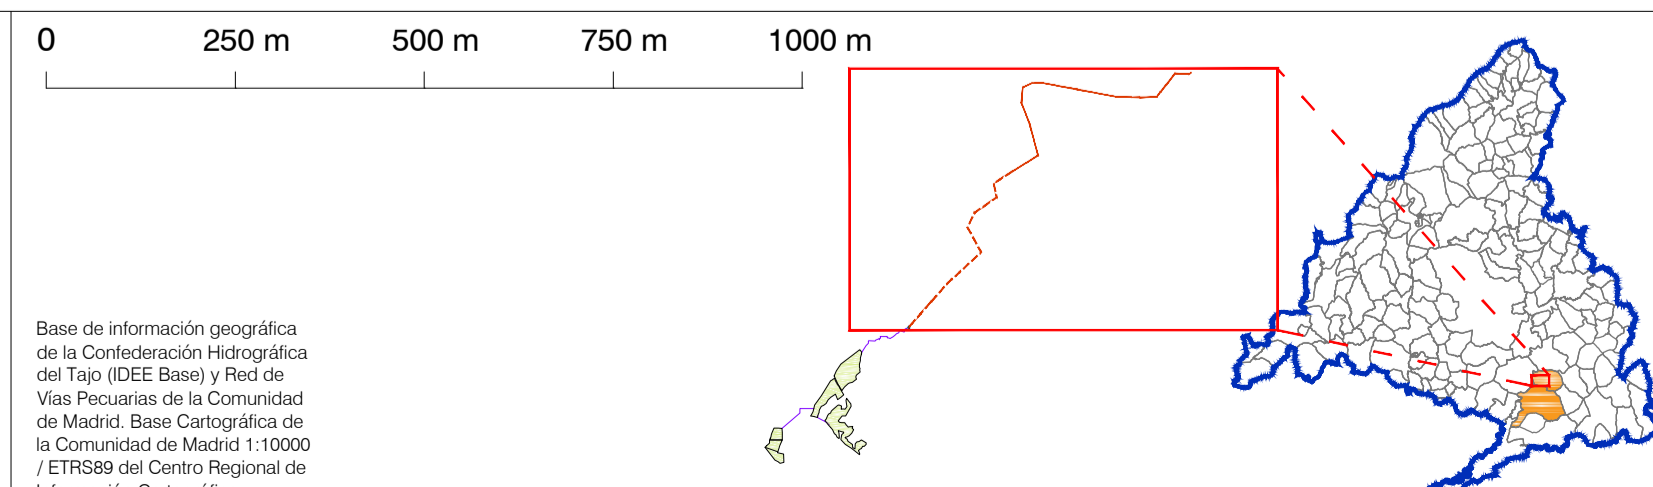 0 250 m 500 m 750 m 1000 m
Base de información geográfica
de la Confederación Hidrográfica
del Tajo (IDEE Base) y Red de
Vías Pecuarias de la Comunidad
de Madrid. Base Cartográfica de
la Comunidad de Madrid 1:10000
/ ETRS89 del Centro Regional de